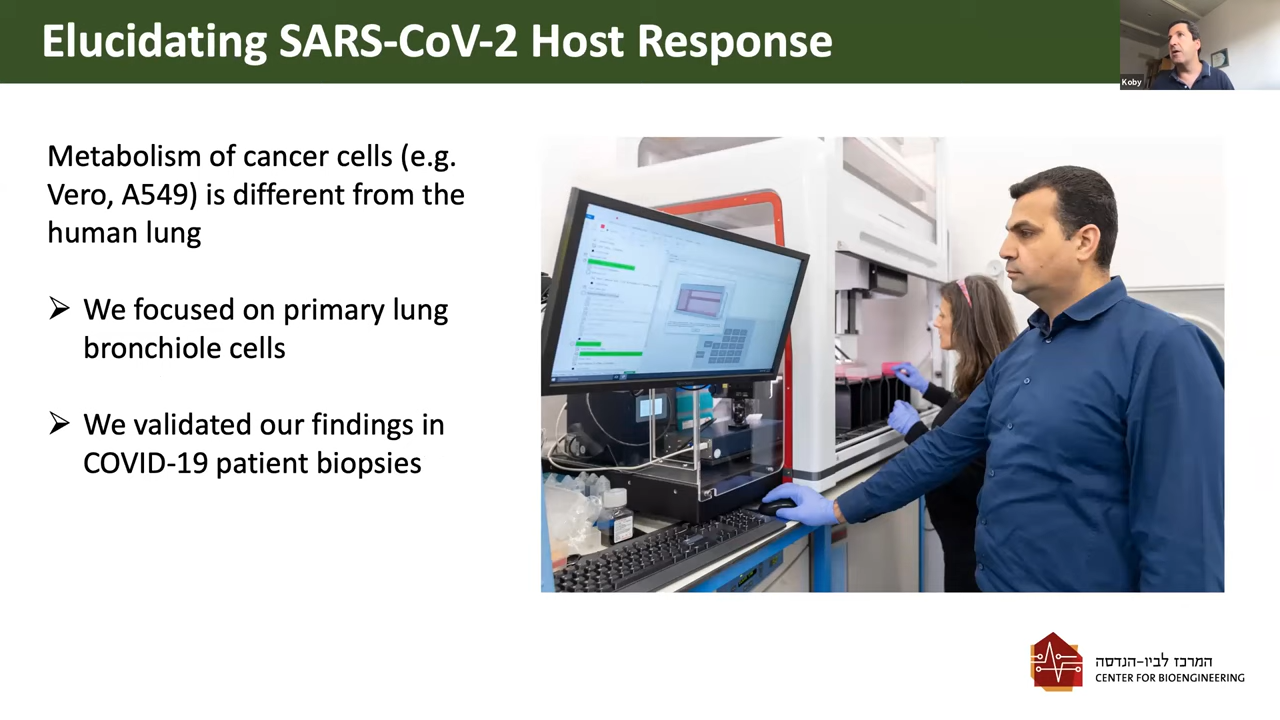 Elucidating SARS-CoV-2 Host Response
Koby
Metabolism of cancer cells (e.g.
Vero, A549) is different from the
human lung
➢ We focused on primary lung
bronchiole cells
➢ We validated our findings in
COVID-19 patient biopsies
המרכז לביו-הנדסה
CENTER FOR BIOENGINEERING